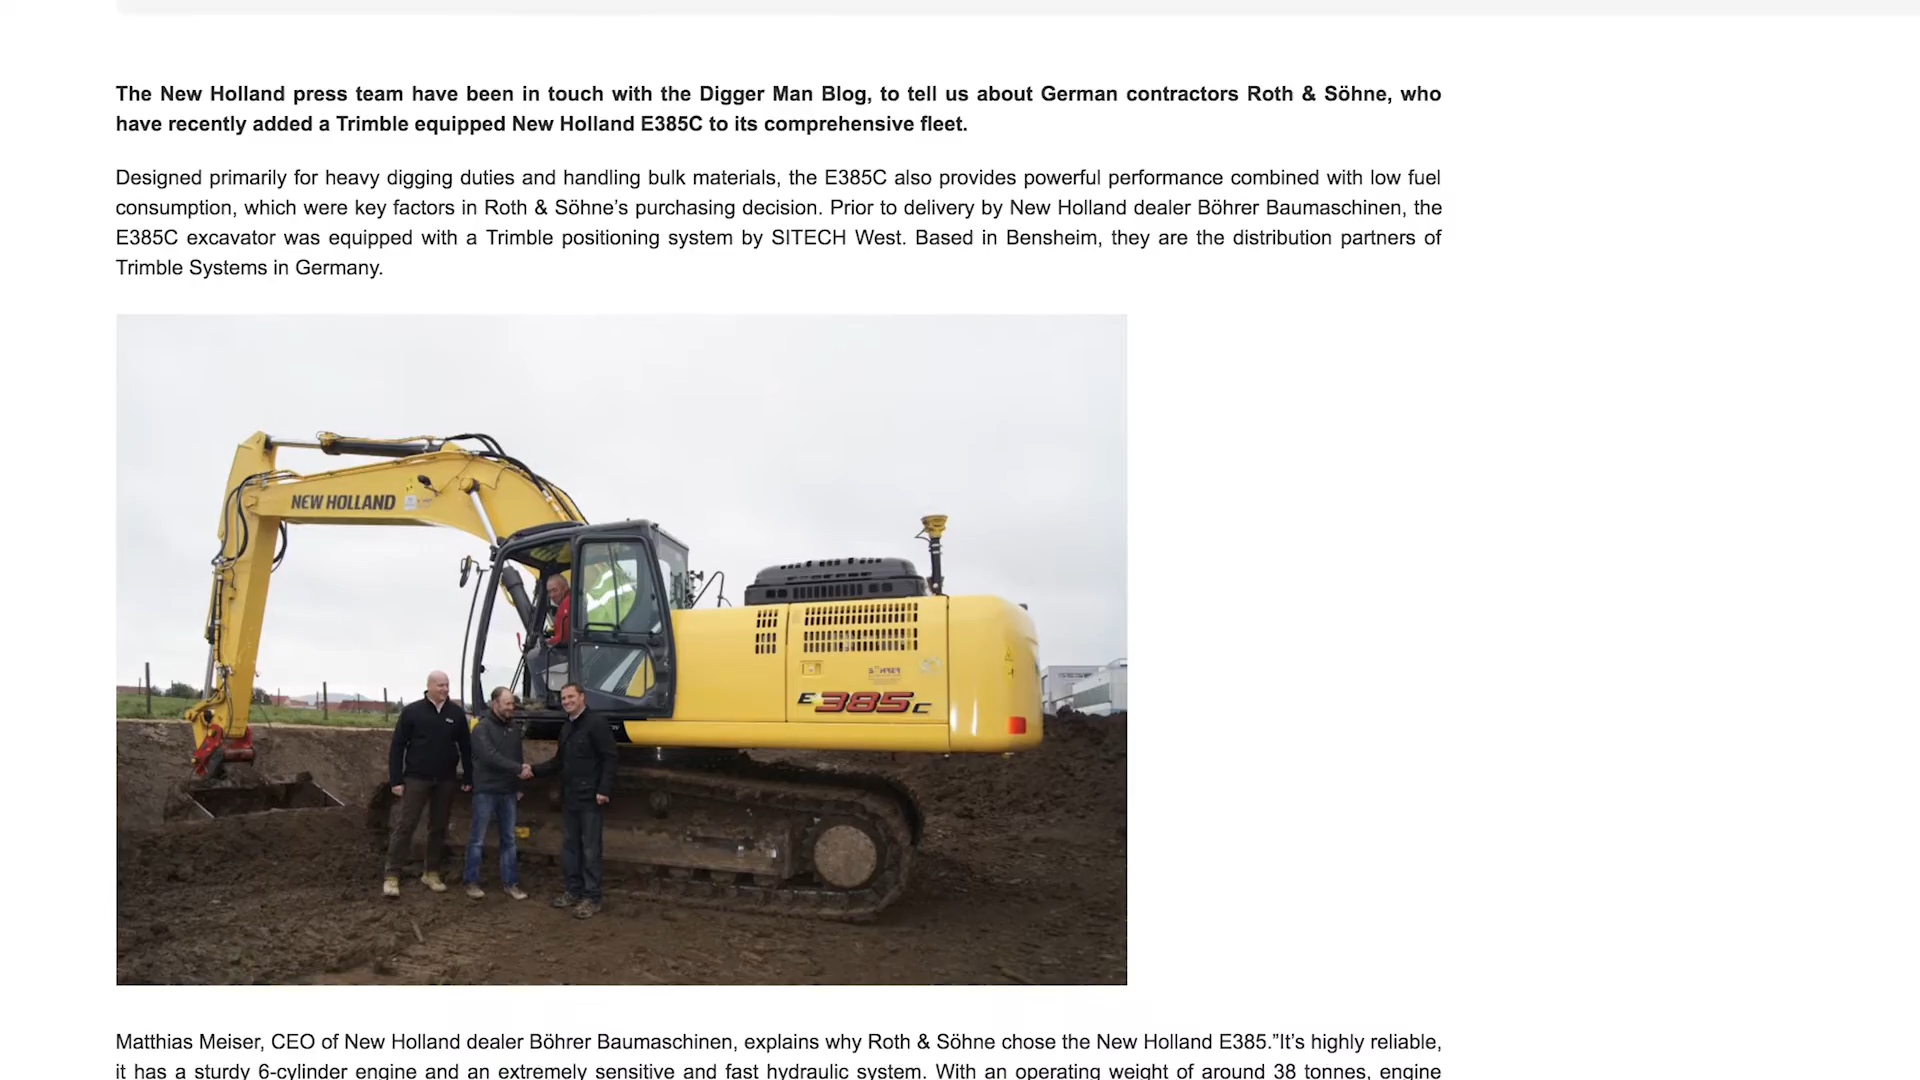 The New Holland press team have been in touch with the Digger Man Blog, to tell us about German contractors Roth & Söhne, who
have recently added a Trimble equipped New Holland E385C to its comprehensive fleet.
Designed primarily for heavy digging duties and handling bulk materials, the E385C also provides powerful performance combined with low fuel
consumption, which were key factors in Roth & Söhne’s purchasing decision. Prior to delivery by New Holland dealer Böhrer Baumaschinen, the
E385C excavator was equipped with a Trimble positioning system by SITECH West. Based in Bensheim, they are the distribution partners of
Trimble Systems in Germany.
NEW HOLLAND
E385C
Matthias Meiser, CEO of New Holland dealer Böhrer Baumaschinen, explains why Roth & Söhne chose the New Holland E385.”It’s highly reliable,
it has a sturdy 6-cylinder engine and an extremely sensitive and fast hydraulic system. With an operating weight of around 38 tonnes, engine